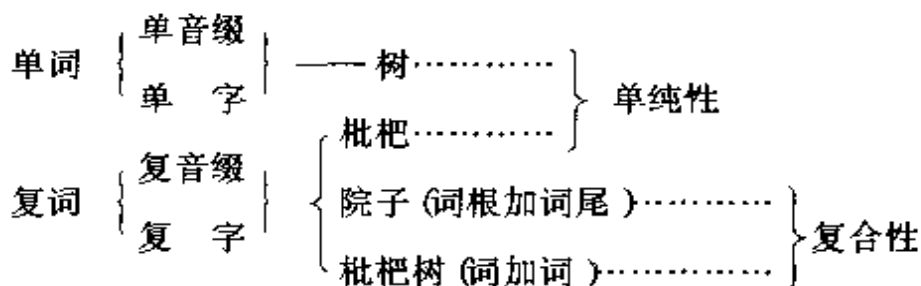 单音缀
单词 —— 树………… 单纯性
单 字
枇杷…………
复音缀
复词 院子(词根加词尾)………… 复合性
复 字
枇杷树(词加词)…………